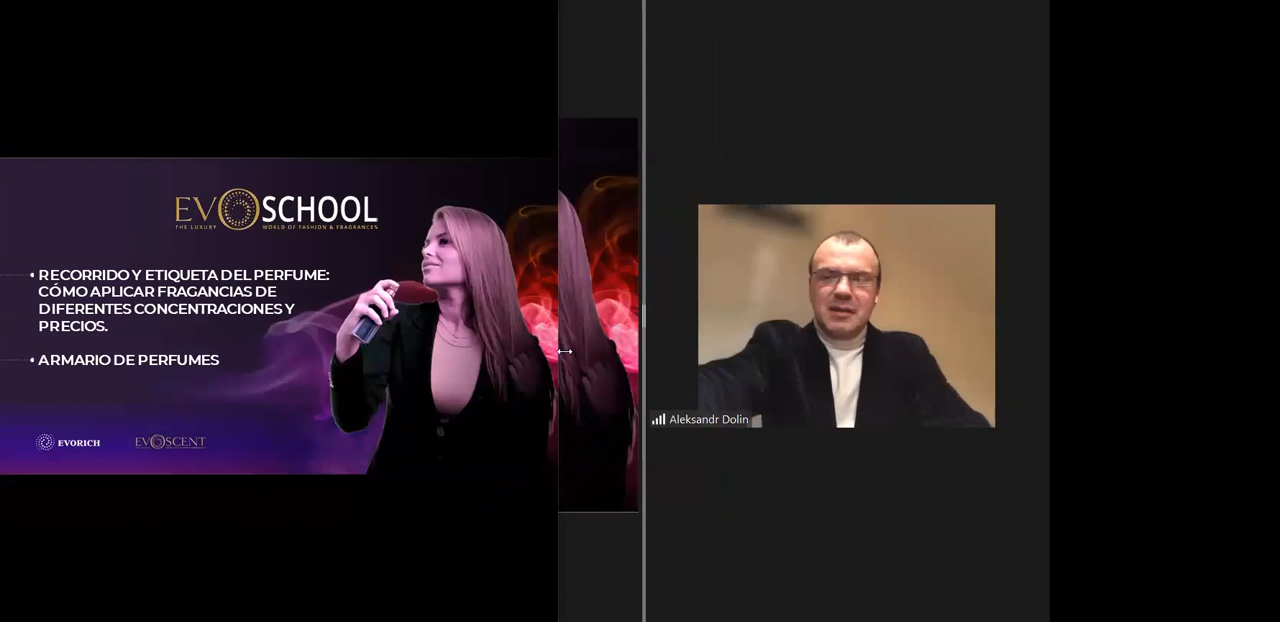 EVOSCHOOL
THE LUXURY WORLD OF FASHION & FRAGRANCES
RECORRIDO Y ETIQUETA DEL PERFUME:
CÓMO APLICAR FRAGANCIAS DE
DIFERENTES CONCENTRACIONES Y
PRECIOS.
ARMARIO DE PERFUMES
EVORICH
EVOSCENT
Aleksandr Dolin